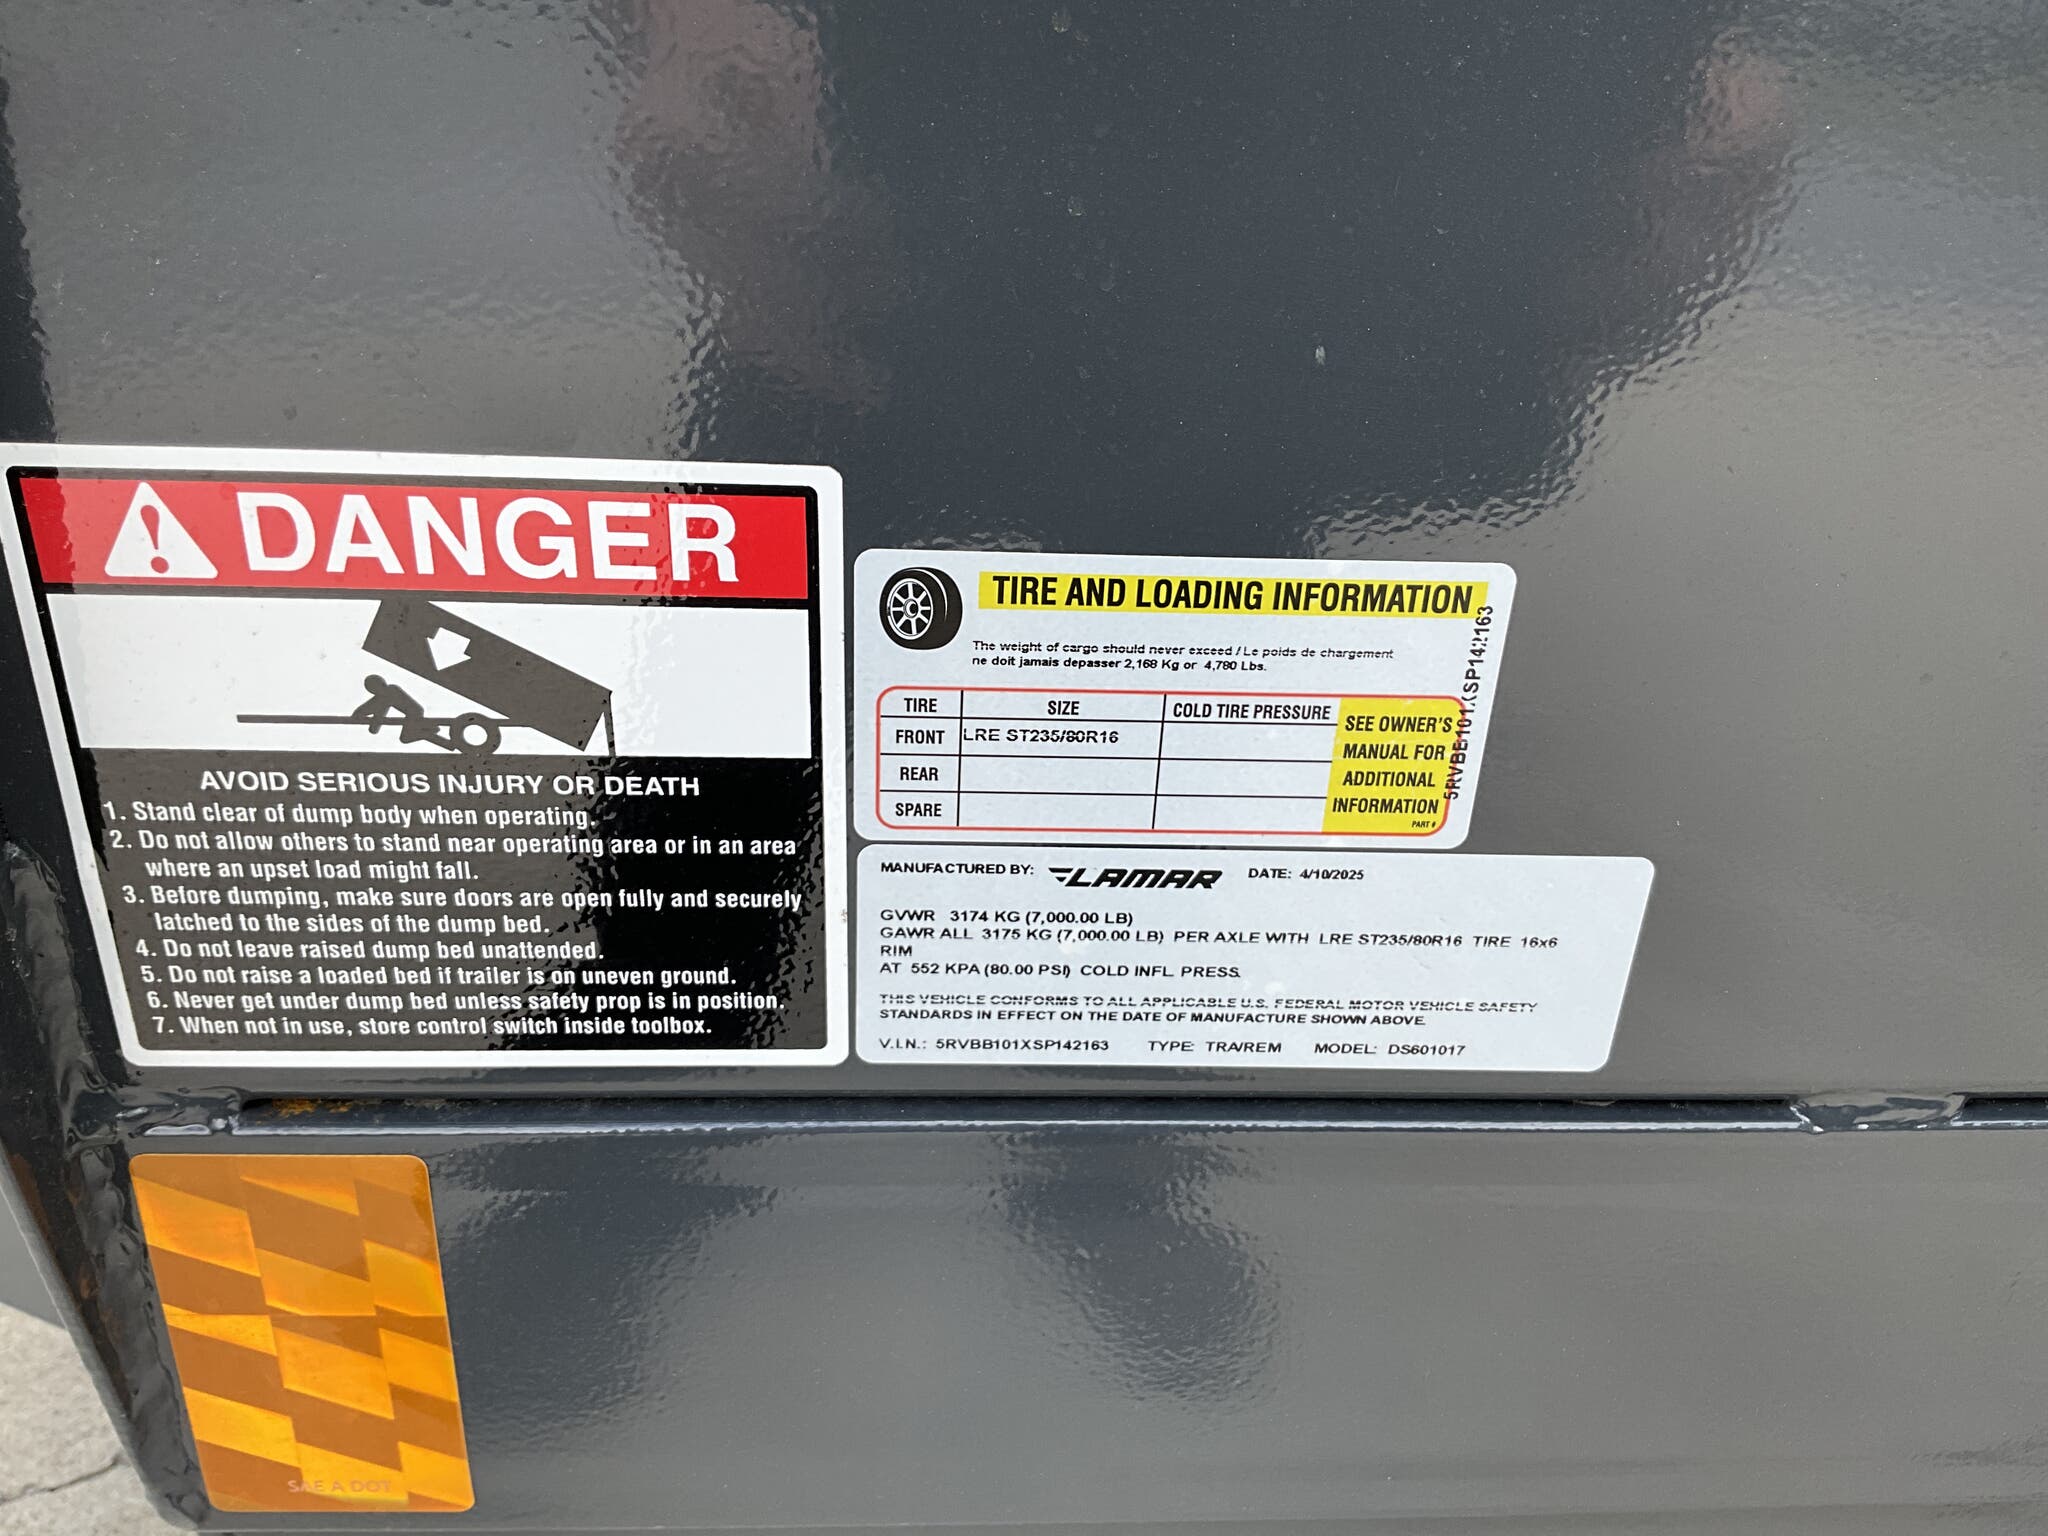 DANGER
AVOID SERIOUS INJURY OR DEATH
1. Stand clear of dump body when operating.
2. Do not allow others to stand near operating area or in an area
where an upset load might fall.
3. Before dumping, make sure doors are open fully and securely
latched to the sides of the dump bed.
4. Do not leave raised dump bed unattended.
5. Do not raise a loaded bed if trailer is on uneven ground.
6. Never get under dump bed unless safety prop is in position.
7. When not in use, store control switch inside toolbox.
TIRE AND LOADING INFORMATION
The weight of cargo should never exceed / Le poids de chargement
ne doit jamais depasser 2,168 Kg or 4,780 Lbs.
TIRE SIZE COLD TIRE PRESSURE
FRONT LRE ST235/80R16
REAR
SPARE
SEE OWNER'S
MANUAL FOR
ADDITIONAL
INFORMATION
PART #
5RVBB101XSP142163
MANUFACTURED BY: LAMAR DATE: 4/10/2025
GVWR 3174 KG (7,000.00 LB)
GAWR ALL 3175 KG (7,000.00 LB) PER AXLE WITH LRE ST235/80R16 TIRE 16x6
RIM
AT 552 KPA (80.00 PSI) COLD INFL. PRESS.
THIS VEHICLE CONFORMS TO ALL APPLICABLE U.S. FEDERAL MOTOR VEHICLE SAFETY
STANDARDS IN EFFECT ON THE DATE OF MANUFACTURE SHOWN ABOVE.
V.I.N.: 5RVBB101XSP142163 TYPE: TRA/REM MODEL: DS601017
SAE A DOT